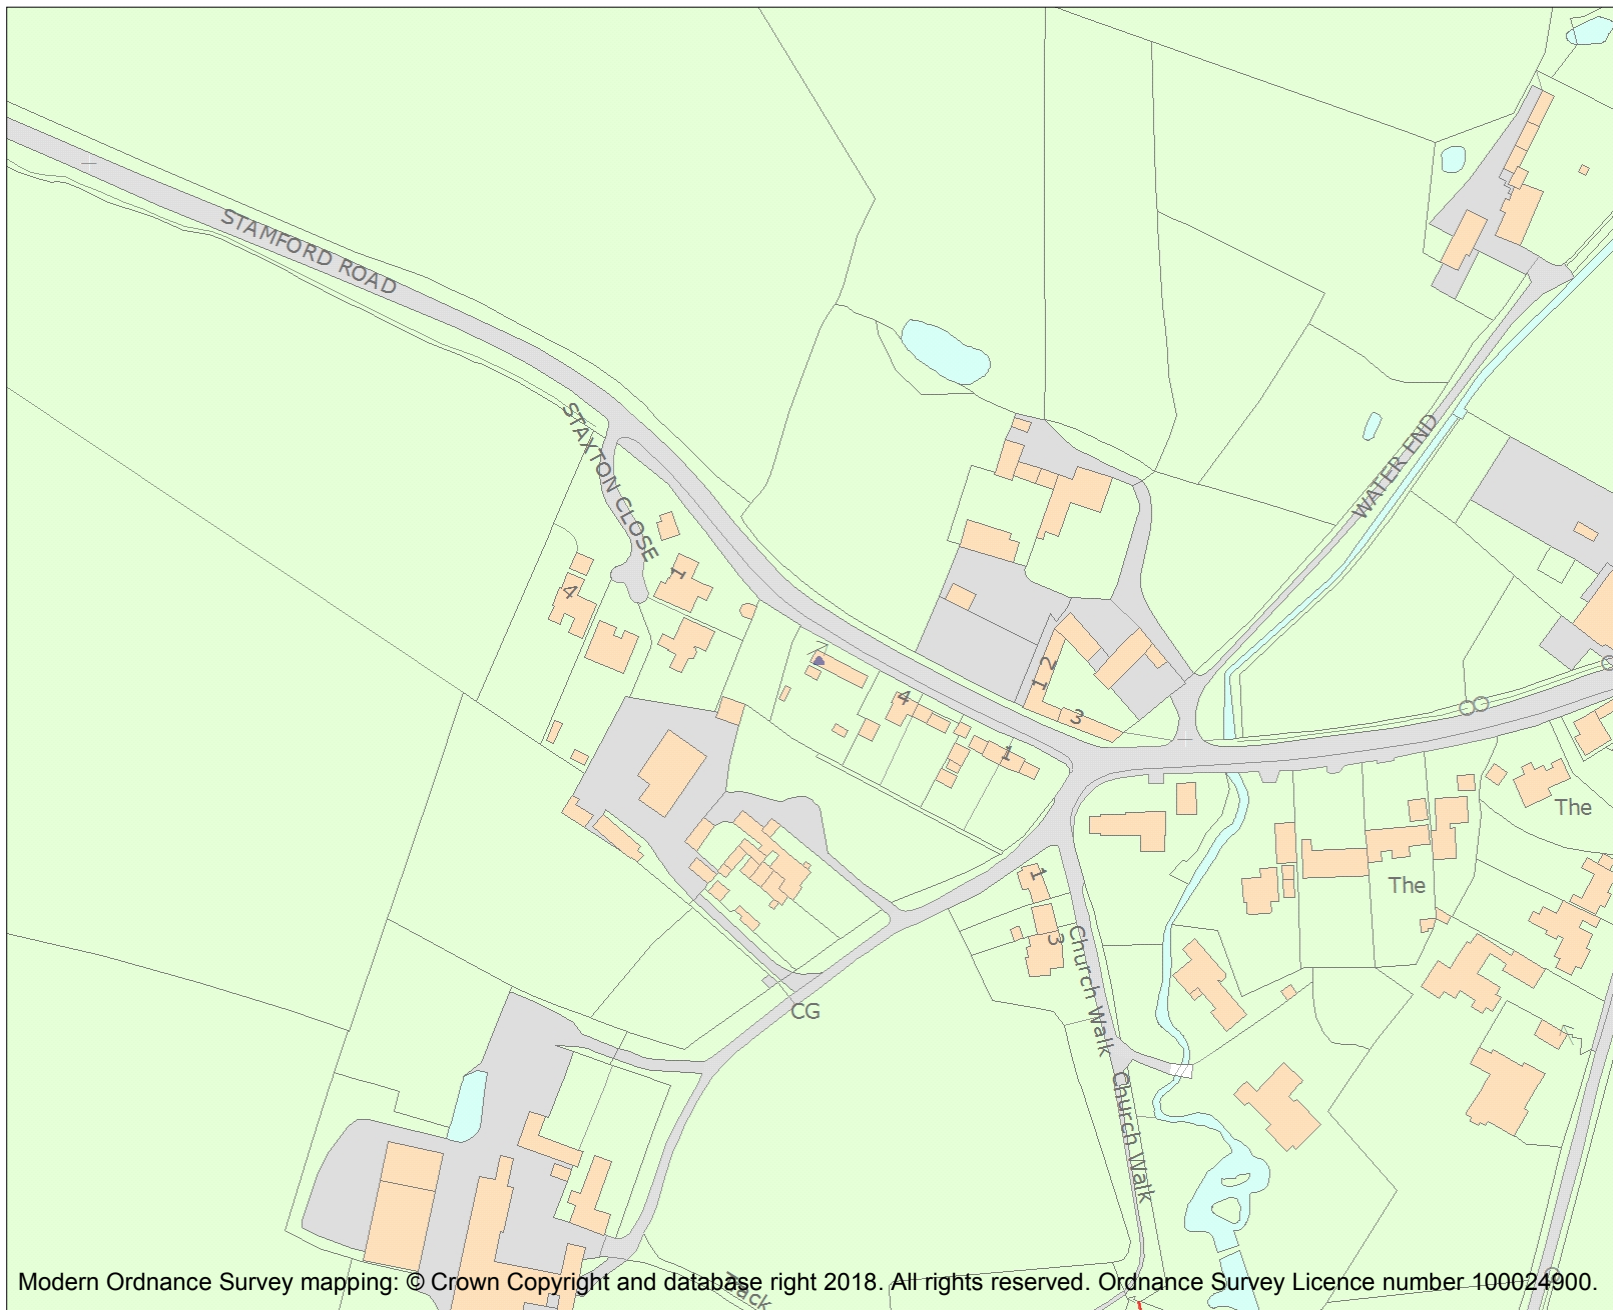 STAMFORD ROAD
STAXTON CLOSE
WATER END
1
4
7
2
1
4
3
1
The
The
1
3
Church Walk
CG
Church Walk
Track
Modern Ordnance Survey mapping: © Crown Copyright and database right 2018. All rights reserved. Ordnance Survey Licence number 100024900.